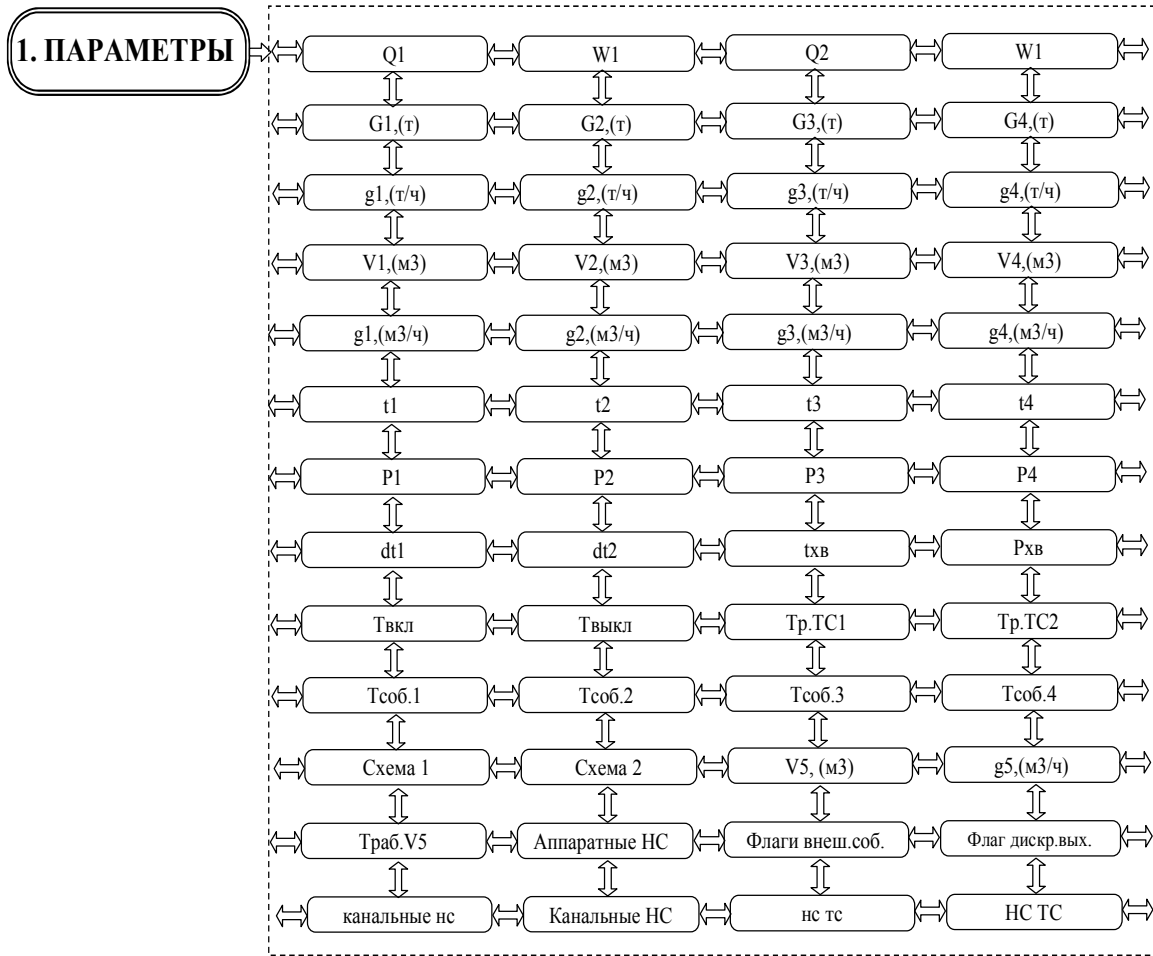 1. ПАРАМЕТРЫ
Q1 W1 Q2 W1
G1,(т) G2,(т) G3,(т) G4,(т)
g1,(т/ч) g2,(т/ч) g3,(т/ч) g4,(т/ч)
V1,(м3) V2,(м3) V3,(м3) V4,(м3)
g1,(м3/ч) g2,(м3/ч) g3,(м3/ч) g4,(м3/ч)
t1 t2 t3 t4
P1 P2 P3 P4
dt1 dt2 tхв Pхв
Твкл Твыкл Тр.ТС1 Тр.ТС2
Тсоб.1 Тсоб.2 Тсоб.3 Тсоб.4
Схема 1 Схема 2 V5, (м3) g5,(м3/ч)
Траб.V5 Аппаратные НС Флаги внеш.соб. Флаг дискр.вых.
канальные нс Канальные НС нс тс НС ТС